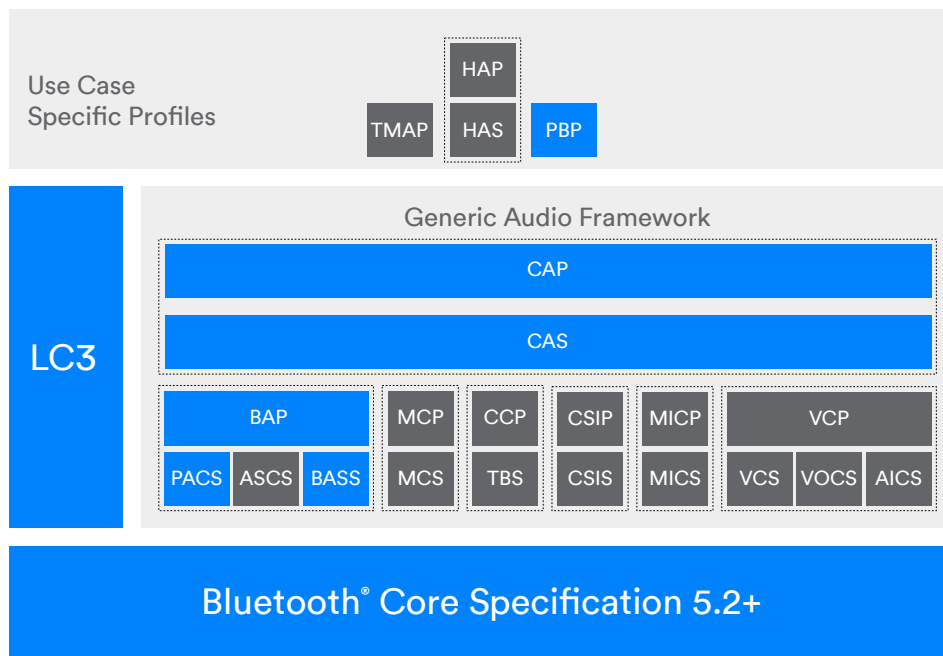 Use Case
Specific Profiles
HAP
TMAP HAS PBP
LC3
Generic Audio Framework
CAP
CAS
BAP MCP CCP CSIP MICP VCP
PACS ASCS BASS MCS TBS CSIS MICS VCS VOCS AICS
Bluetooth® Core Specification 5.2+